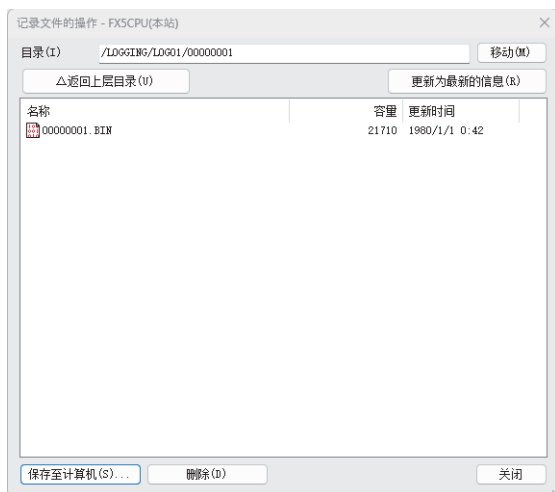 记录文件的操作 - FX5CPU(本站)
目录(I) /LOGGING/LOG01/00000001 移动(M)
△返回上层目录(U) 更新为最新的信息(R)
名称 容量 更新时间
00000001.BIN 21710 1980/1/1 0:42
保存至计算机(S)... 删除(D) 关闭